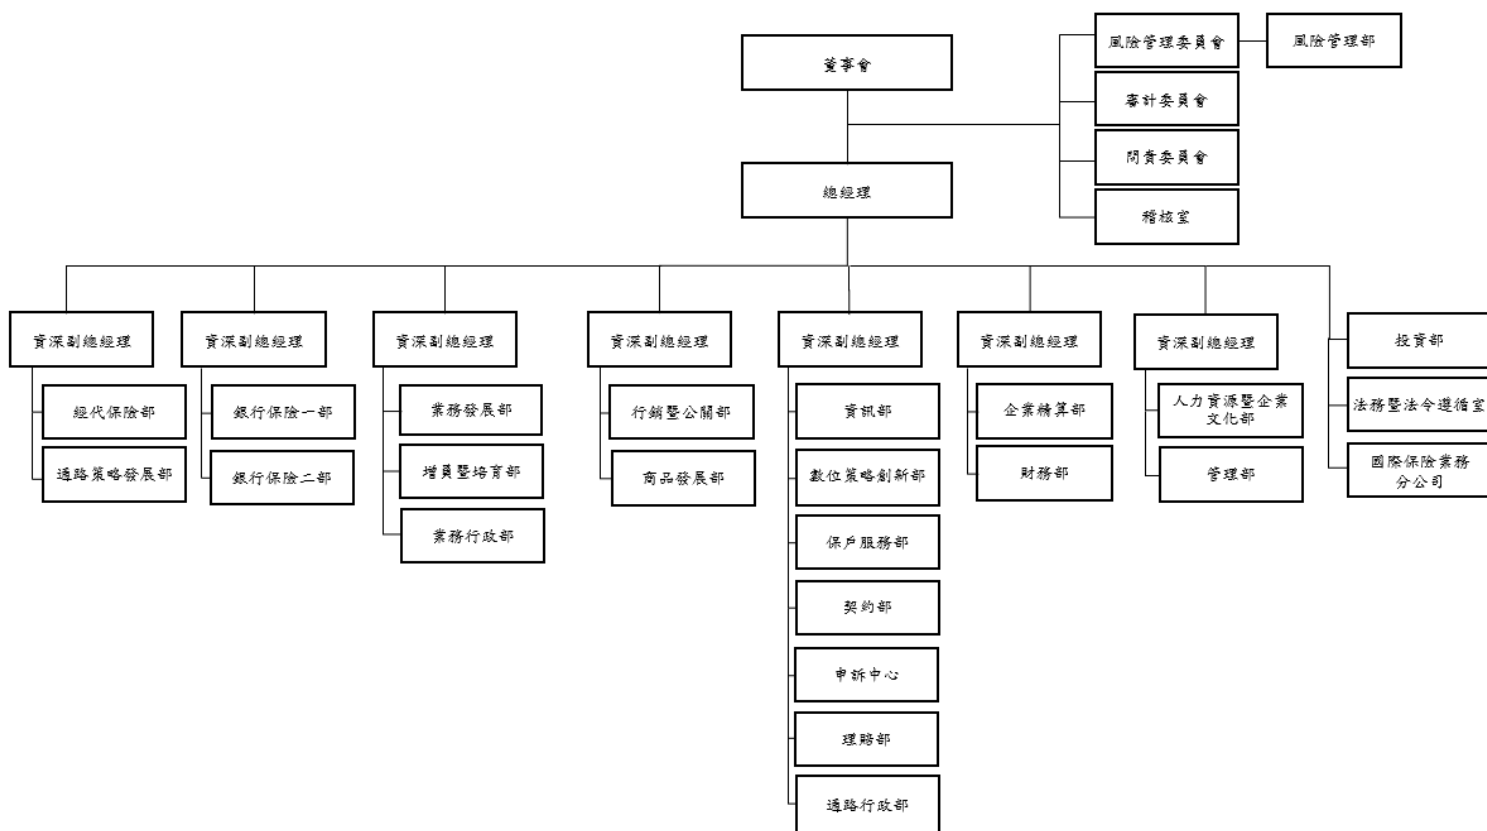 董事會
風險管理委員會
風險管理部
審計委員會
問責委員會
稽核室
總經理
資深副總經理
資深副總經理
資深副總經理
資深副總經理
資深副總經理
資深副總經理
資深副總經理
投資部
經代保險部
銀行保險一部
業務發展部
行銷暨公關部
資訊部
企業精算部
人力資源暨企業
文化部
法務暨法令遵循室
通路策略發展部
銀行保險二部
增員暨培育部
商品發展部
數位策略創新部
財務部
管理部
國際保險業務
分公司
業務行政部
保戶服務部
契約部
申訴中心
理賠部
通路行政部